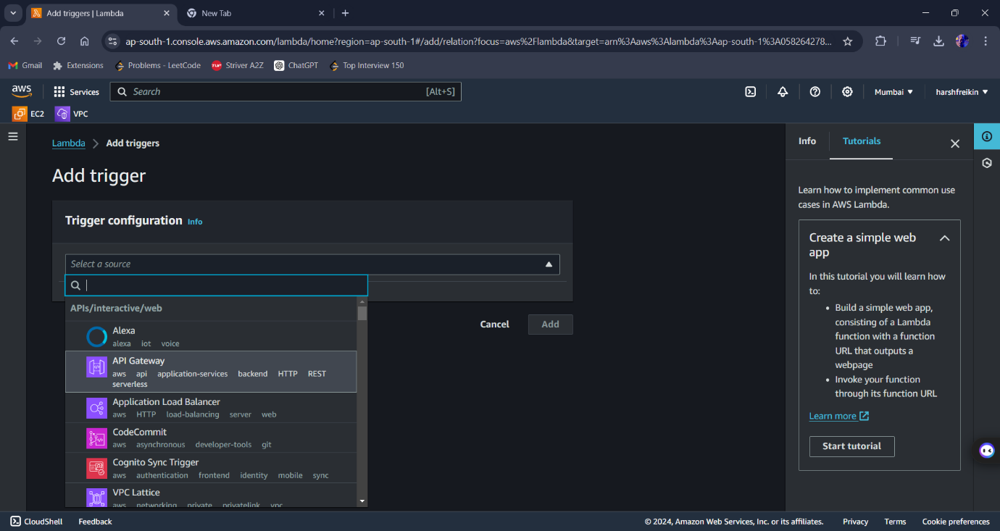 Add triggers | Lambda
New Tab
ap-south-1.console.aws.amazon.com/lambda/home?region=ap-south-1#/add/relation?focus=aws%2Flambda&target=arn%3Aaws%3Alambda%3Aap-south-1%3A058264278...
Gmail
Extensions
Problems - LeetCode
TUF
Striver A2Z
ChatGPT
Top Interview 150
aws
Services
Search
[Alt+S]
Mumbai
harshfreikin
EC2
VPC
Lambda
Add triggers
Add trigger
Trigger configuration Info
Select a source
APIs/interactive/web
Alexa
alexa iot voice
API Gateway
aws api application-services backend HTTP REST
serverless
Application Load Balancer
aws HTTP load-balancing server web
CodeCommit
aws asynchronous developer-tools git
Cognito Sync Trigger
aws authentication frontend identity mobile sync
VPC Lattice
aws networking private privatelink vpc
Cancel
Add
Info
Tutorials
Learn how to implement common use
cases in AWS Lambda.
Create a simple web
app
In this tutorial you will learn how
to:
• Build a simple web app,
consisting of a Lambda
function with a function
URL that outputs a
webpage
• Invoke your function
through its function URL
Learn more
Start tutorial
CloudShell
Feedback
© 2024, Amazon Web Services, Inc. or its affiliates.
Privacy
Terms
Cookie preferences